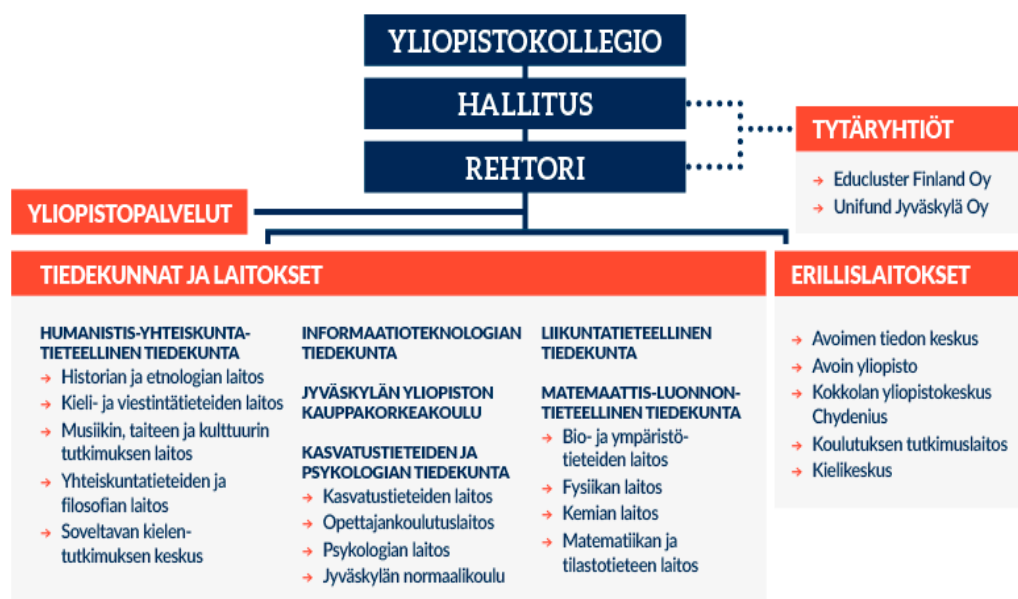 YLIOPISTOKOLLEGIO
HALLITUS
REHTORI
TYTÄRYHTIÖT
→ Educluster Finland Oy
→ Unifund Jyväskylä Oy
YLIOPISTOPALVELUT
TIEDEKUNNAT JA LAITOKSET
HUMANISTIS-YHTEISKUNTA-
TIETEELLINEN TIEDEKUNTA
→ Historian ja etnologian laitos
→ Kieli- ja viestintätieteiden laitos
→ Musiikin, taiteen ja kulttuurin
tutkimuksen laitos
→ Yhteiskuntatieteiden ja
filosofian laitos
→ Soveltavan kielen-
tutkimuksen keskus
INFORMAATIOTEKNOLOGIAN
TIEDEKUNTA
JYVÄSKYLÄN YLIOPISTON
KAUPPAKORKEAKOULU
KASVATUSTIETEIDEN JA
PSYKOLOGIAN TIEDEKUNTA
→ Kasvatustieteiden laitos
→ Opettajankoulutuslaitos
→ Psykologian laitos
→ Jyväskylän normaalikoulu
LIIKUNTATIETEELLINEN
TIEDEKUNTA
MATEMAATTIS-LUONNON-
TIETEELLINEN TIEDEKUNTA
→ Bio- ja ympäristö-
tieteiden laitos
→ Fysiikan laitos
→ Kemian laitos
→ Matematiikan ja
tilastotieteen laitos
ERILLISLAITOKSET
→ Avoimen tiedon keskus
→ Avoin yliopisto
→ Kokkolan yliopistokeskus
Chydenius
→ Koulutuksen tutkimuslaitos
→ Kielikeskus